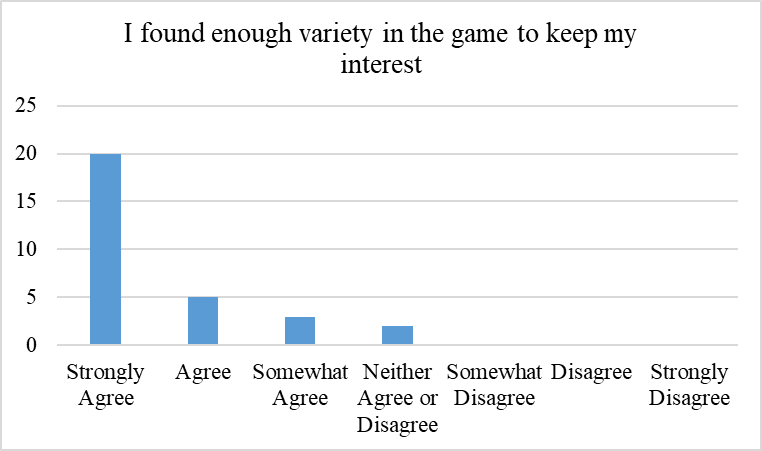 I found enough variety in the game to keep my
interest
25
20
15
10
5
0
Strongly
Agree
Agree
Somewhat
Agree
Neither
Agree or
Disagree
Somewhat
Disagree
Disagree
Strongly
Disagree